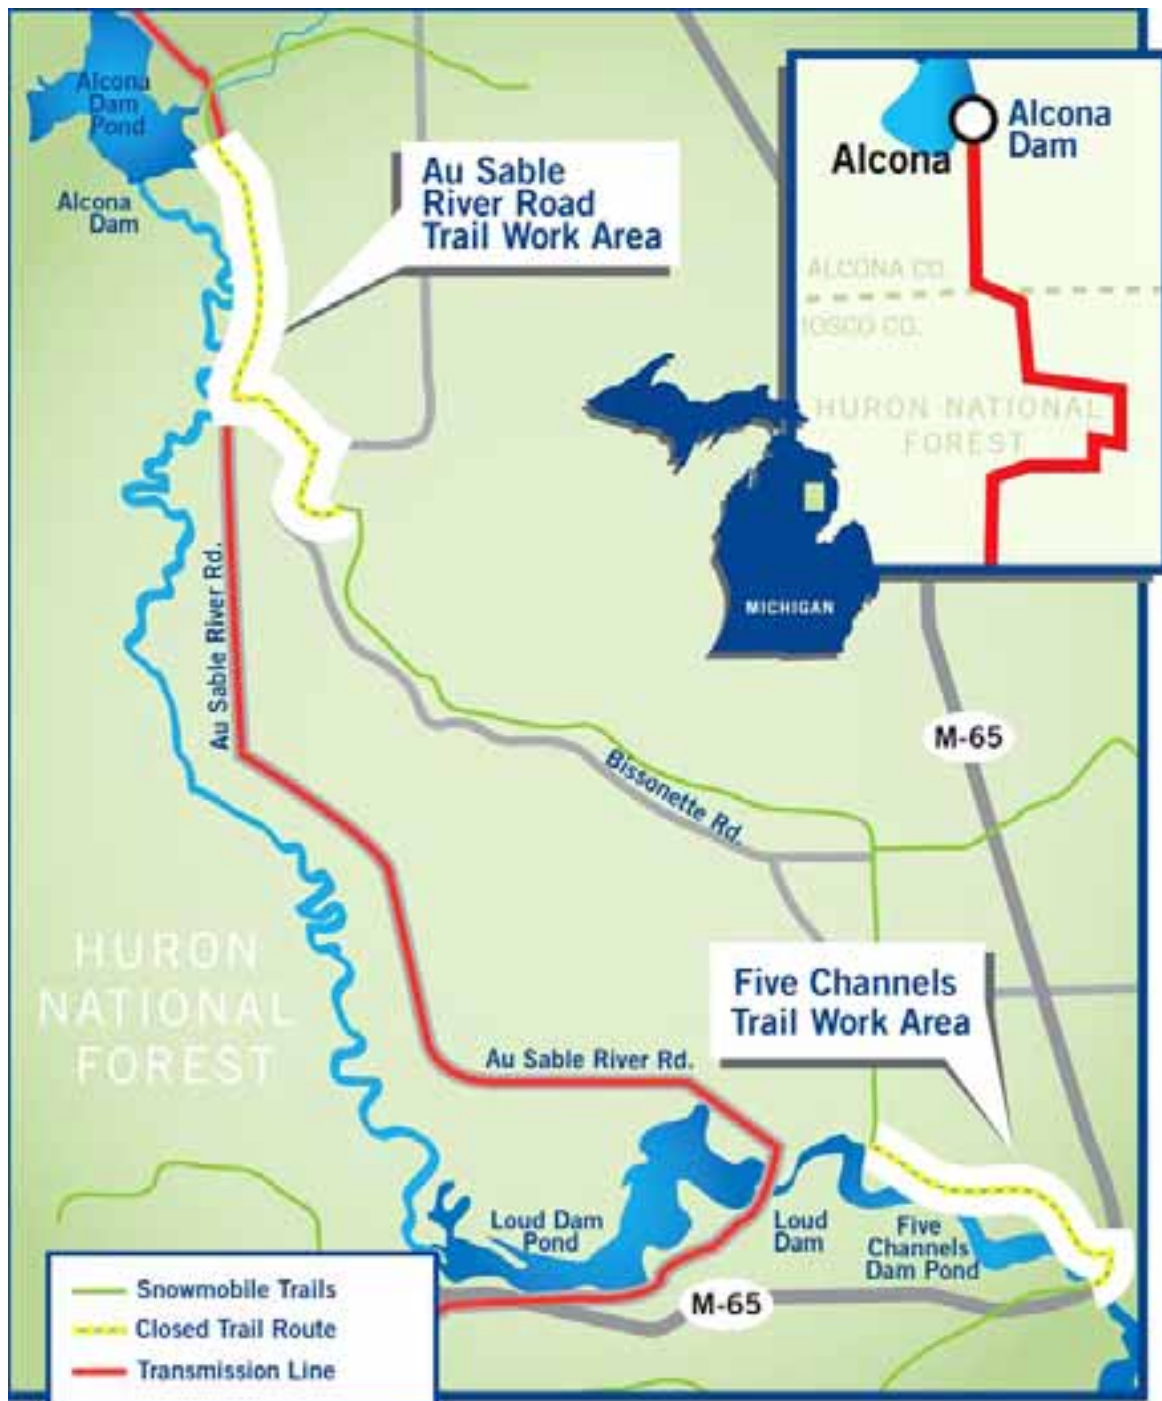 Alcona
Dam
Pond
Alcona
Dam
Au Sable
River Road
Trail Work Area
Alcona
Alcona
Dam
ALCONA CO.
IOSCO CO.
HURON NATIONAL
FOREST
MICHIGAN
Au Sable River Rd.
M-65
Bissonette Rd.
HURON
NATIONAL
FOREST
Five Channels
Trail Work Area
Au Sable River Rd.
Loud Dam
Pond
Loud
Dam
Five
Channels
Dam Pond
M-65
Snowmobile Trails
Closed Trail Route
Transmission Line